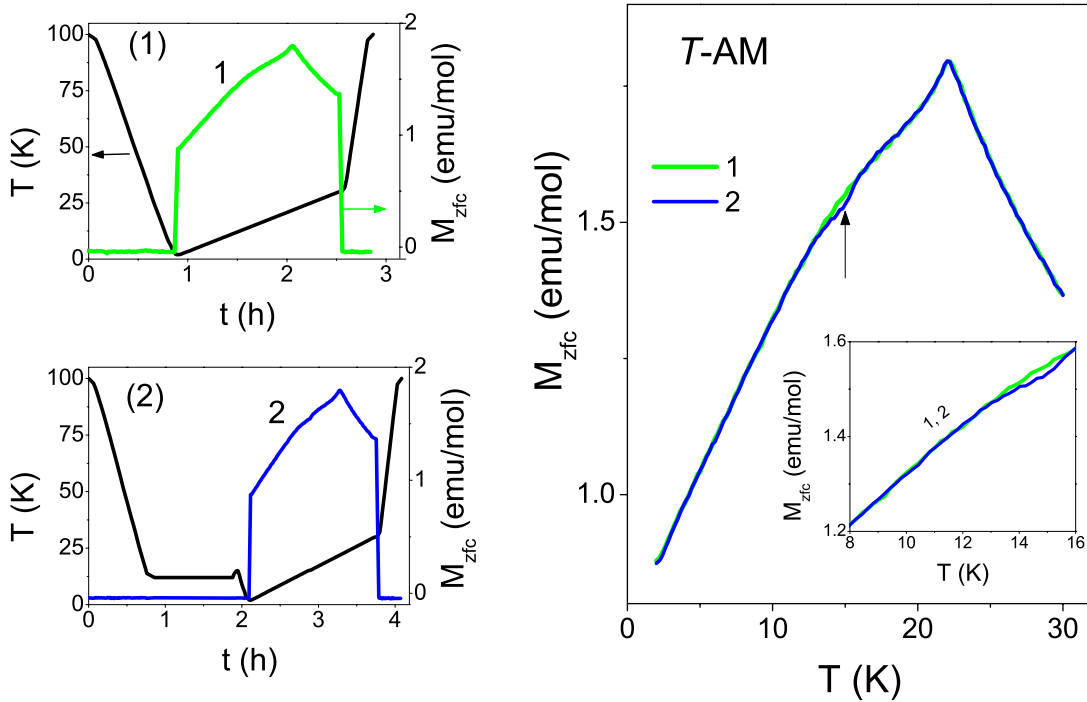 (1)
1
100
75
50
25
0
T (K)
2
1
0
M_zfc (emu/mol)
0 1 2 3
t (h)
(2)
2
100
75
50
25
0
T (K)
2
1
0
M_zfc (emu/mol)
0 1 2 3 4
t (h)
T-AM
1
2
1.5
1.0
M_zfc (emu/mol)
0 10 20 30
T (K)
1.6
1.4
1.2
M_zfc (emu/mol)
1, 2
8 10 12 14 16
T (K)